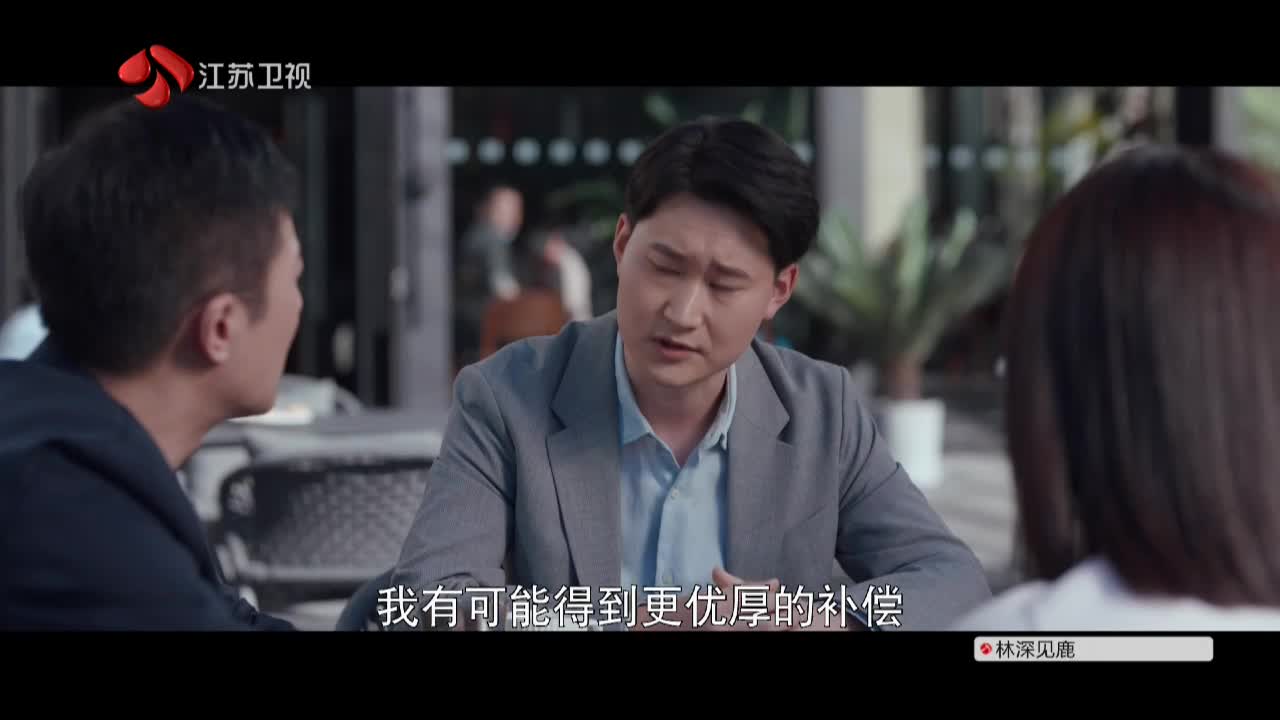 江苏卫视
我有可能得到更优厚的补偿
林深见鹿